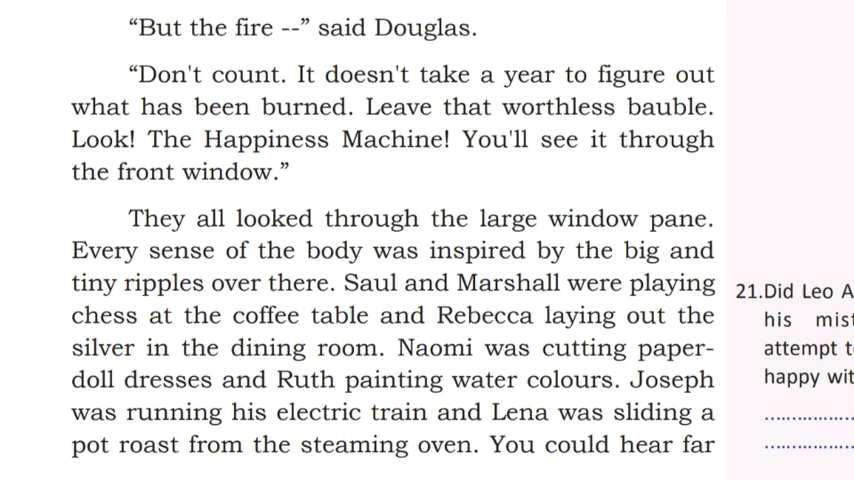 “But the fire --” said Douglas.
“Don't count. It doesn't take a year to figure out
what has been burned. Leave that worthless bauble.
Look! The Happiness Machine! You'll see it through
the front window.”
They all looked through the large window pane.
Every sense of the body was inspired by the big and
tiny ripples over there. Saul and Marshall were playing
chess at the coffee table and Rebecca laying out the
silver in the dining room. Naomi was cutting paper-
doll dresses and Ruth painting water colours. Joseph
was running his electric train and Lena was sliding a
pot roast from the steaming oven. You could hear far
21.Did Leo A
his mist
attempt t
happy wit